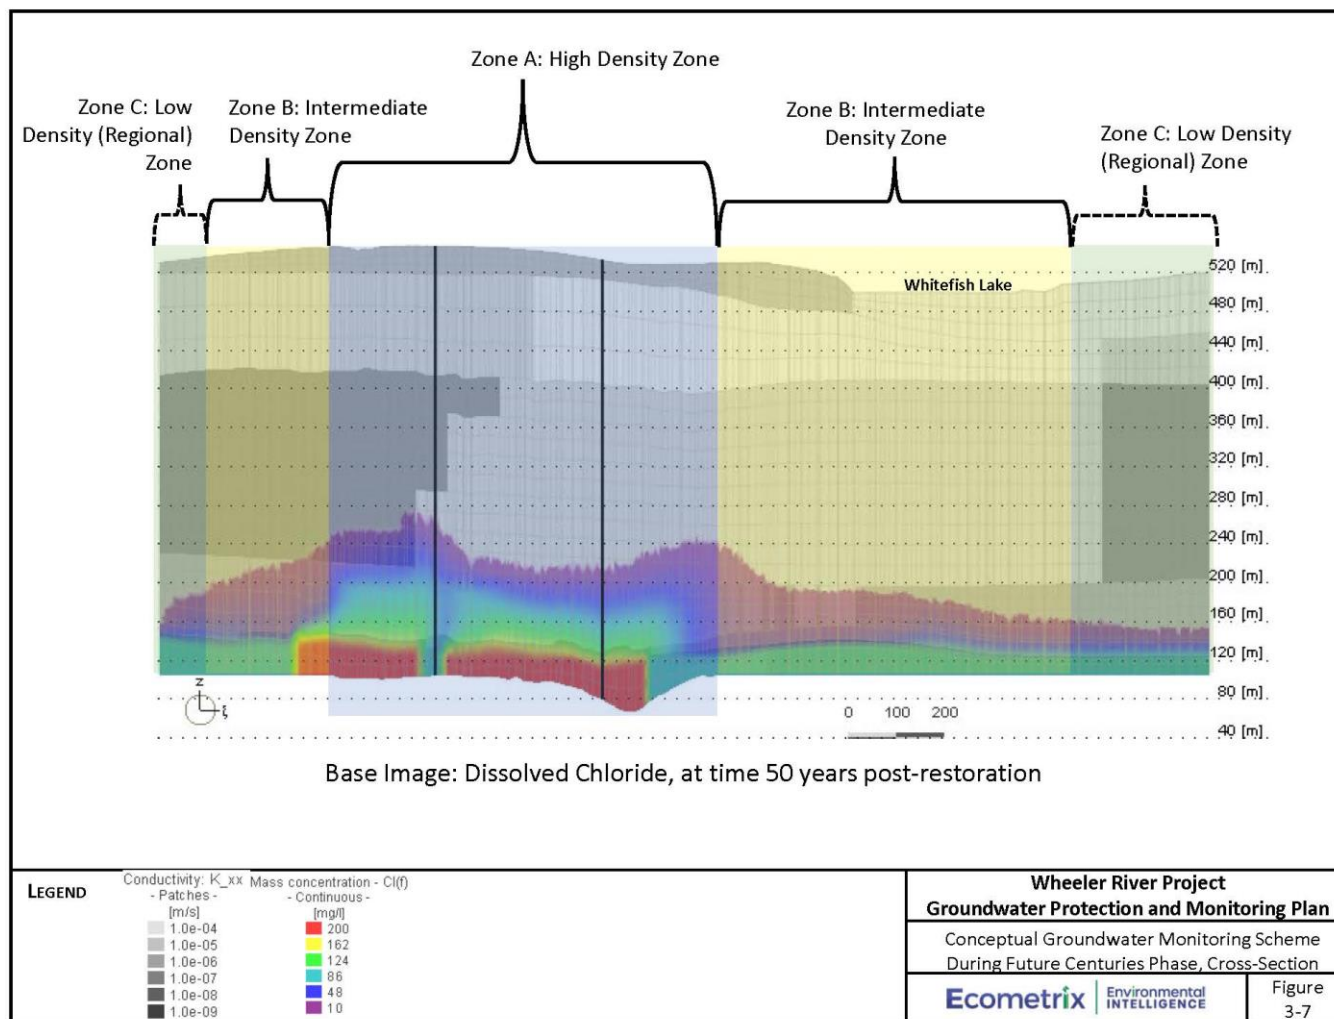 Zone A: High Density Zone
Zone C: Low
Density (Regional)
Zone
Zone B: Intermediate
Density Zone
Zone B: Intermediate
Density Zone
Zone C: Low Density
(Regional) Zone
Whitefish Lake
520 [m]
480 [m]
440 [m]
400 [m]
360 [m]
320 [m]
280 [m]
240 [m]
200 [m]
160 [m]
120 [m]
80 [m]
40 [m]
z
ξ
0 100 200
Base Image: Dissolved Chloride, at time 50 years post-restoration
LEGEND
Conductivity: K_xx
- Patches -
[m/s]
1.0e-04
1.0e-05
1.0e-06
1.0e-07
1.0e-08
1.0e-09
Mass concentration - Cl(f)
- Continuous -
[mg/l]
200
162
124
86
48
10
Wheeler River Project
Groundwater Protection and Monitoring Plan
Conceptual Groundwater Monitoring Scheme
During Future Centuries Phase, Cross-Section
Ecometrix
Environmental
INTELLIGENCE
Figure
3-7